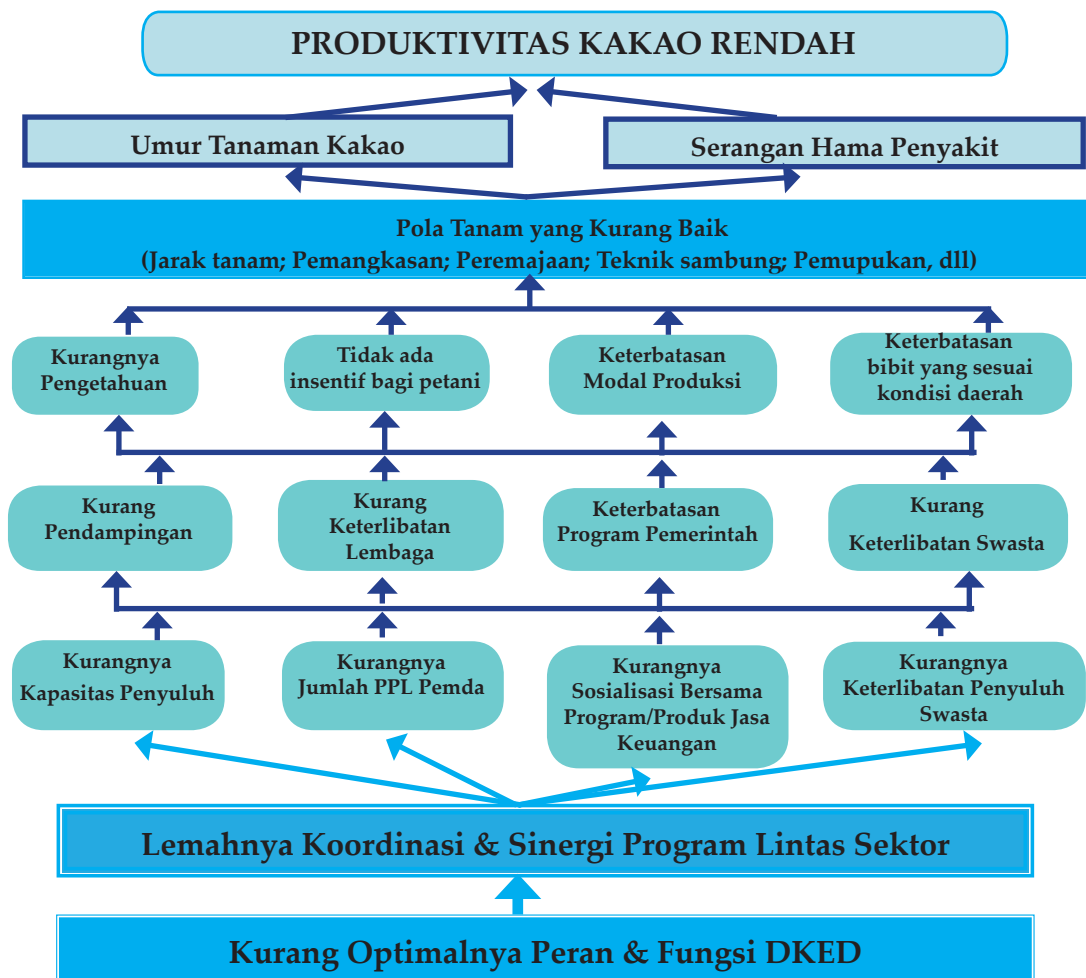 PRODUKTIVITAS KAKAO RENDAH
Umur Tanaman Kakao
Serangan Hama Penyakit
Pola Tanam yang Kurang Baik
(Jarak tanam; Pemangkasan; Peremajaan; Teknik sambung; Pemupukan, dll)
Kurangnya
Pengetahuan
Tidak ada
insentif bagi petani
Keterbatasan
Modal Produksi
Keterbatasan
bibit yang sesuai
kondisi daerah
Kurang
Pendampingan
Kurang
Keterlibatan
Lembaga
Keterbatasan
Program Pemerintah
Kurang
Keterlibatan Swasta
Kurangnya
Kapasitas Penyuluh
Kurangnya
Jumlah PPL Pemda
Kurangnya
Sosialisasi Bersama
Program/Produk Jasa
Keuangan
Kurangnya
Keterlibatan Penyuluh
Swasta
Lemahnya Koordinasi & Sinergi Program Lintas Sektor
Kurang Optimalnya Peran & Fungsi DKED